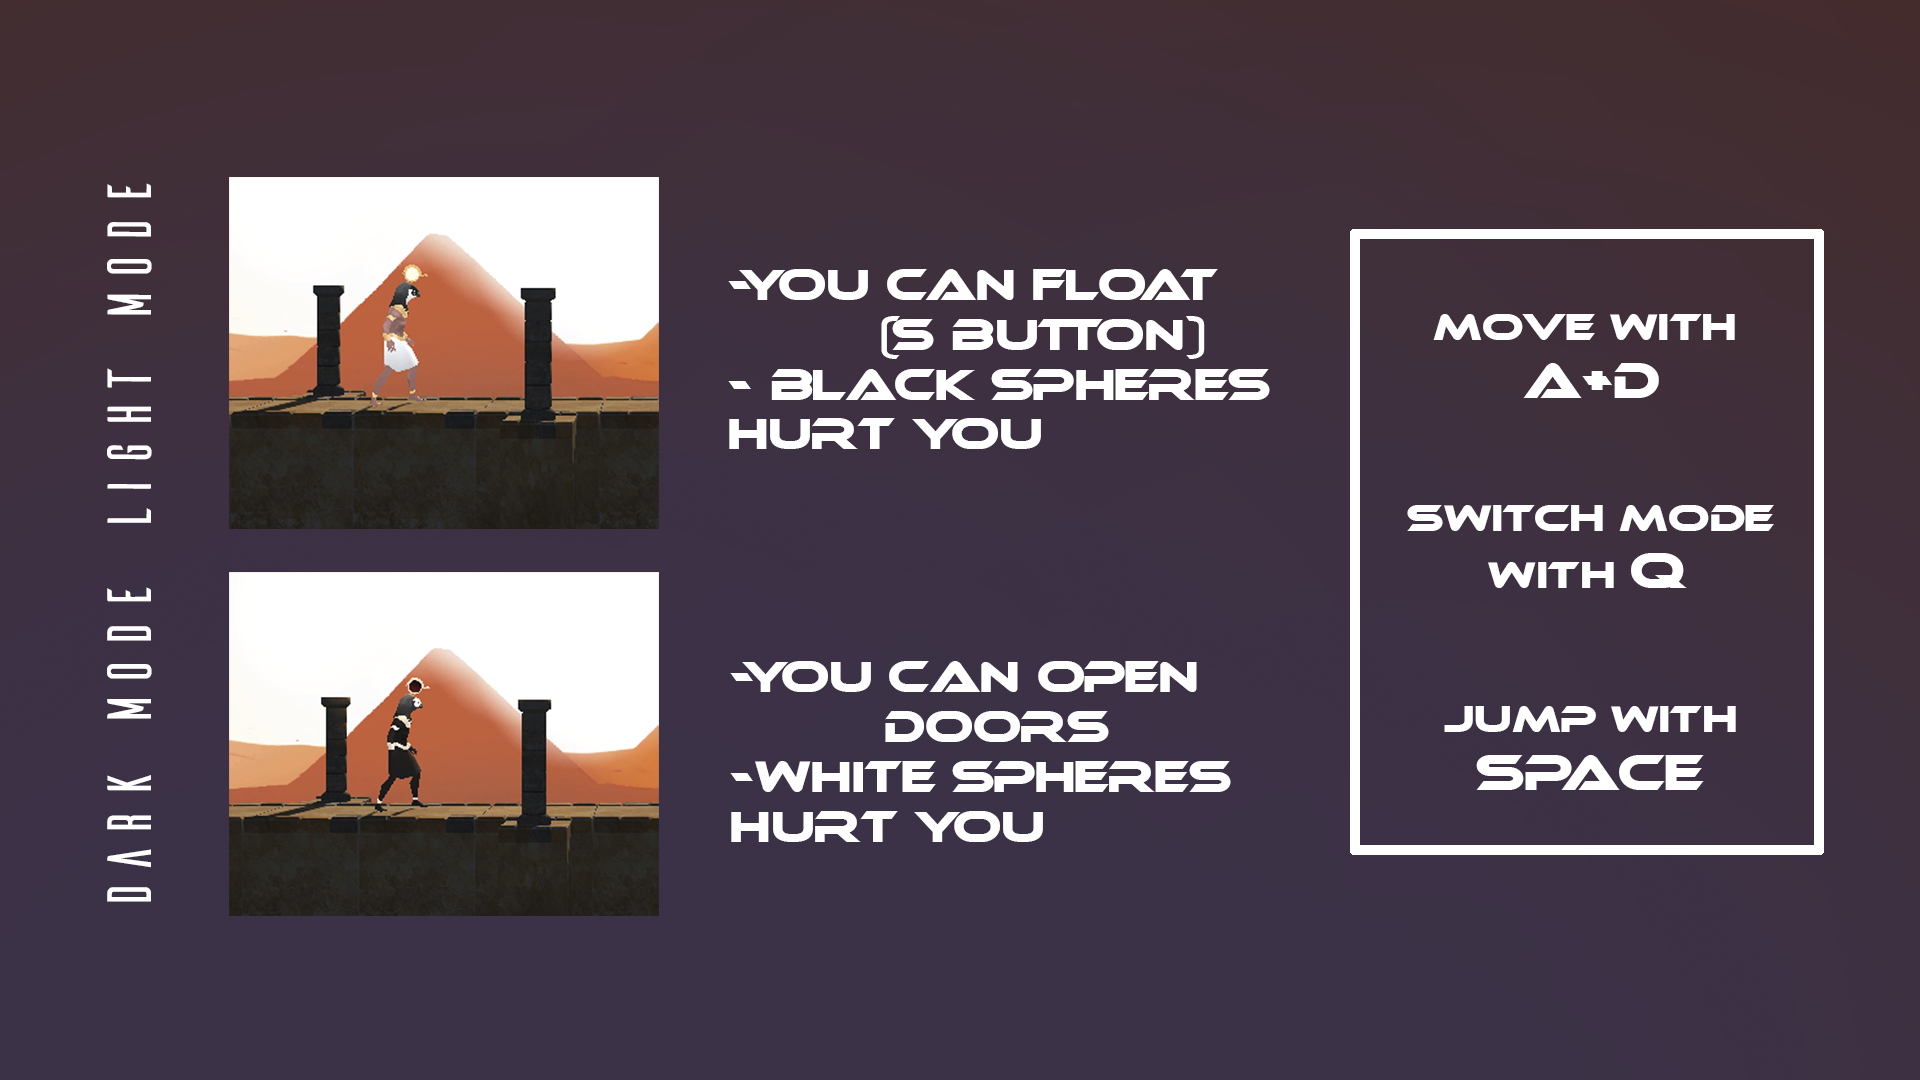 LIGHT MODE
-YOU CAN FLOAT
(S BUTTON)
- BLACK SPHERES
HURT YOU
DARK MODE
-YOU CAN OPEN
DOORS
-WHITE SPHERES
HURT YOU
MOVE WITH
A+D
SWITCH MODE
WITH Q
JUMP WITH
SPACE